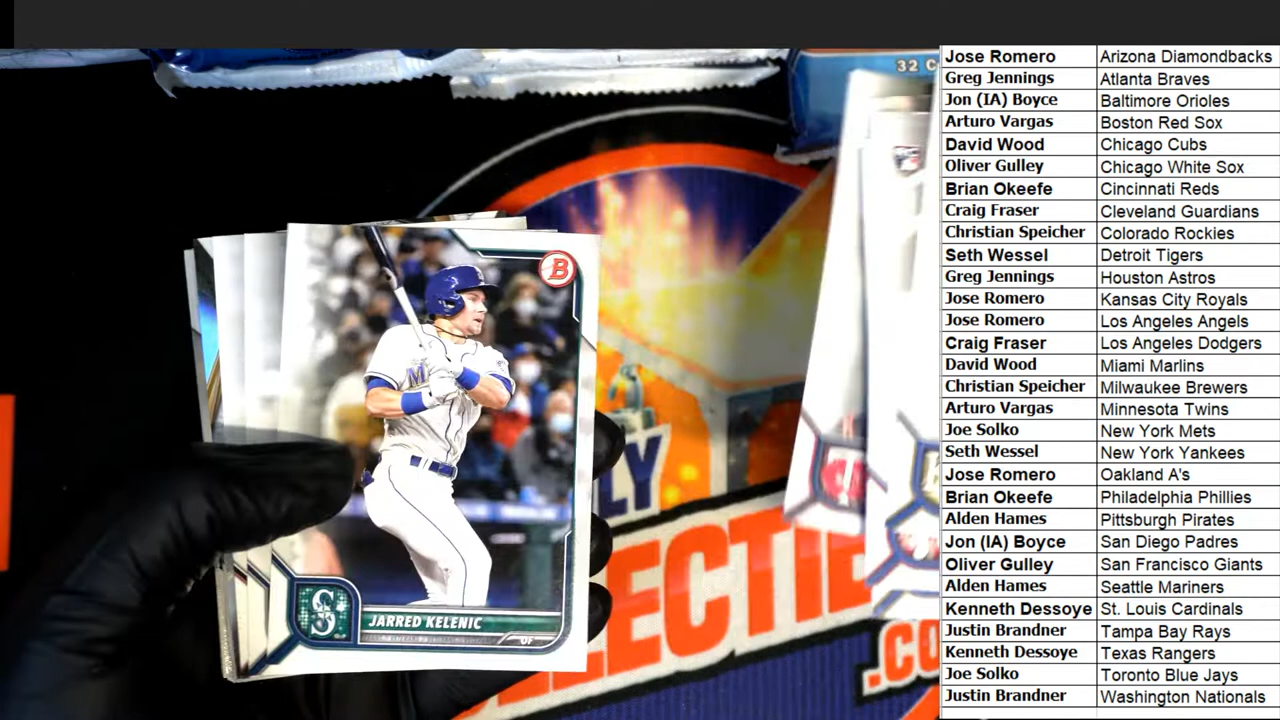 32 C
Jose Romero Arizona Diamondbacks
Greg Jennings Atlanta Braves
Jon (IA) Boyce Baltimore Orioles
Arturo Vargas Boston Red Sox
David Wood Chicago Cubs
Oliver Gulley Chicago White Sox
Brian Okeefe Cincinnati Reds
Craig Fraser Cleveland Guardians
Christian Speicher Colorado Rockies
Seth Wessel Detroit Tigers
Greg Jennings Houston Astros
Jose Romero Kansas City Royals
Jose Romero Los Angeles Angels
Craig Fraser Los Angeles Dodgers
David Wood Miami Marlins
Christian Speicher Milwaukee Brewers
Arturo Vargas Minnesota Twins
Joe Solko New York Mets
Seth Wessel New York Yankees
Jose Romero Oakland A's
Brian Okeefe Philadelphia Phillies
Alden Hames Pittsburgh Pirates
Jon (IA) Boyce San Diego Padres
Oliver Gulley San Francisco Giants
Alden Hames Seattle Mariners
Kenneth Dessoye St. Louis Cardinals
Justin Brandner Tampa Bay Rays
Kenneth Dessoye Texas Rangers
Joe Solko Toronto Blue Jays
Justin Brandner Washington Nationals
B
S
JARRED KELENIC
OF
LY
LECTIE
.CO